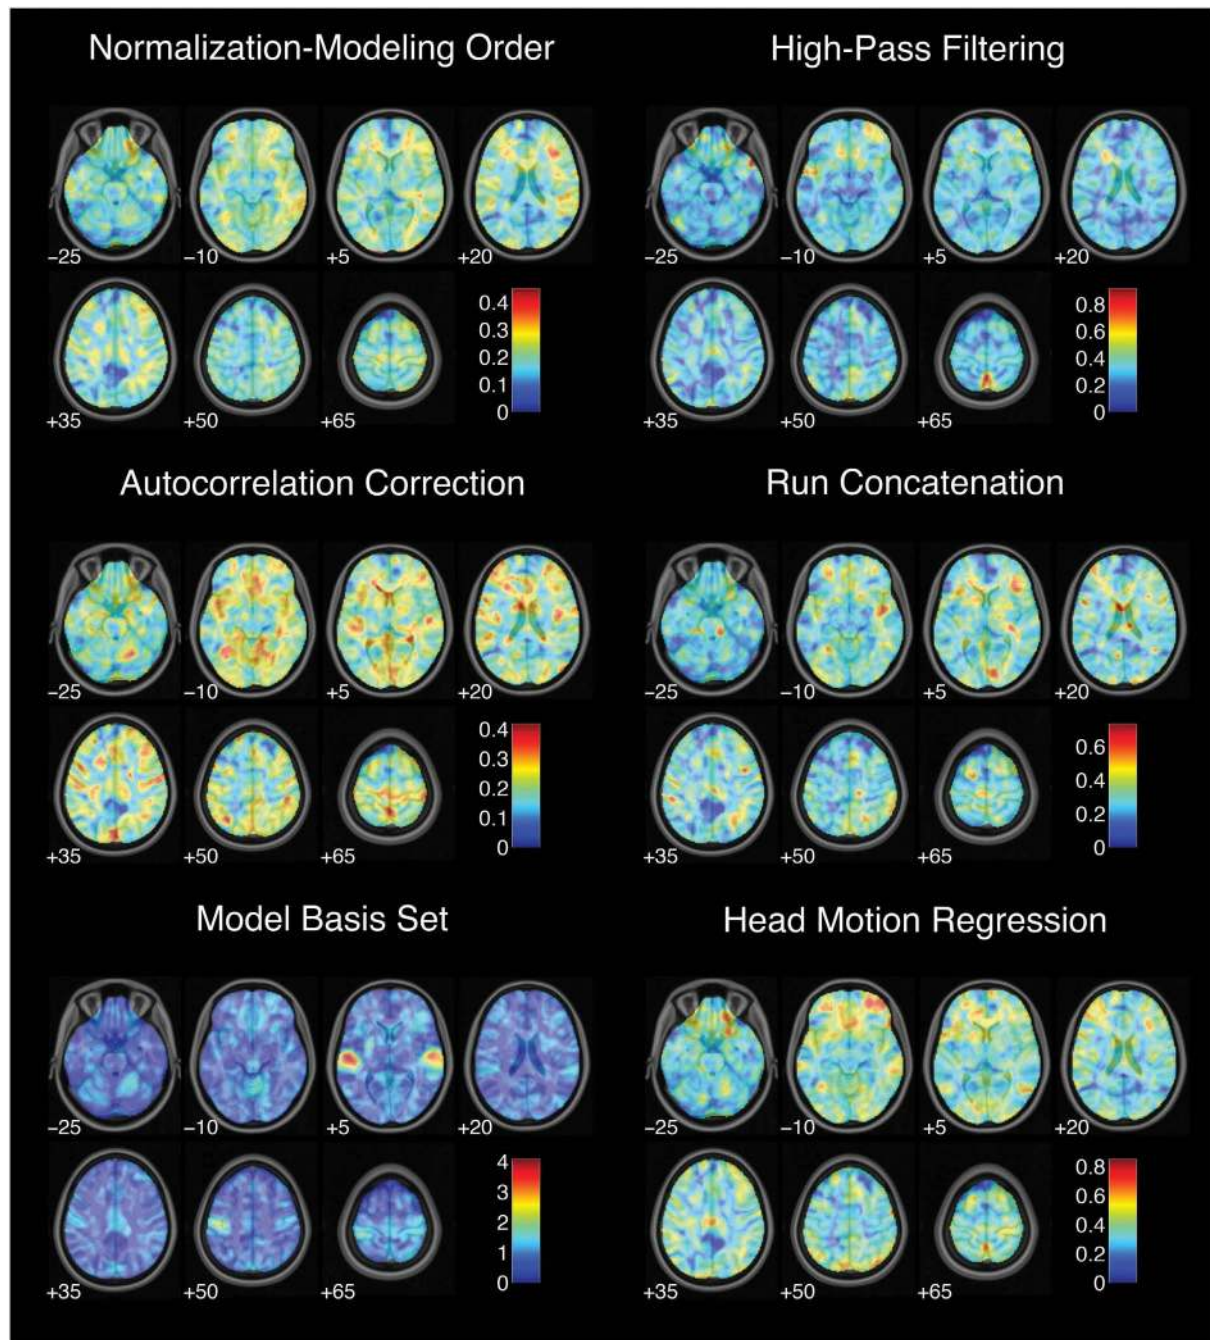 Normalization-Modeling Order
High-Pass Filtering
−25 −10 +5 +20
−25 −10 +5 +20
0.4
0.3
0.2
0.1
0
0.8
0.6
0.4
0.2
0
+35 +50 +65
+35 +50 +65
Autocorrelation Correction
Run Concatenation
−25 −10 +5 +20
−25 −10 +5 +20
0.4
0.3
0.2
0.1
0
0.6
0.4
0.2
0
+35 +50 +65
+35 +50 +65
Model Basis Set
Head Motion Regression
−25 −10 +5 +20
−25 −10 +5 +20
4
3
2
1
0
0.8
0.6
0.4
0.2
0
+35 +50 +65
+35 +50 +65